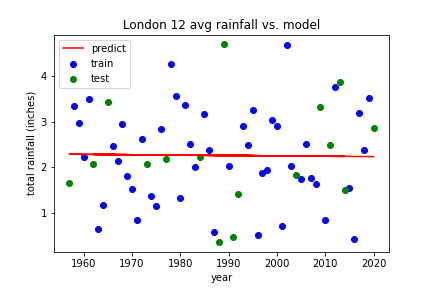 London 12 avg rainfall vs. model
predict
train
test
total rainfall (inches)
4
3
2
1
1960 1970 1980 1990 2000 2010 2020
year